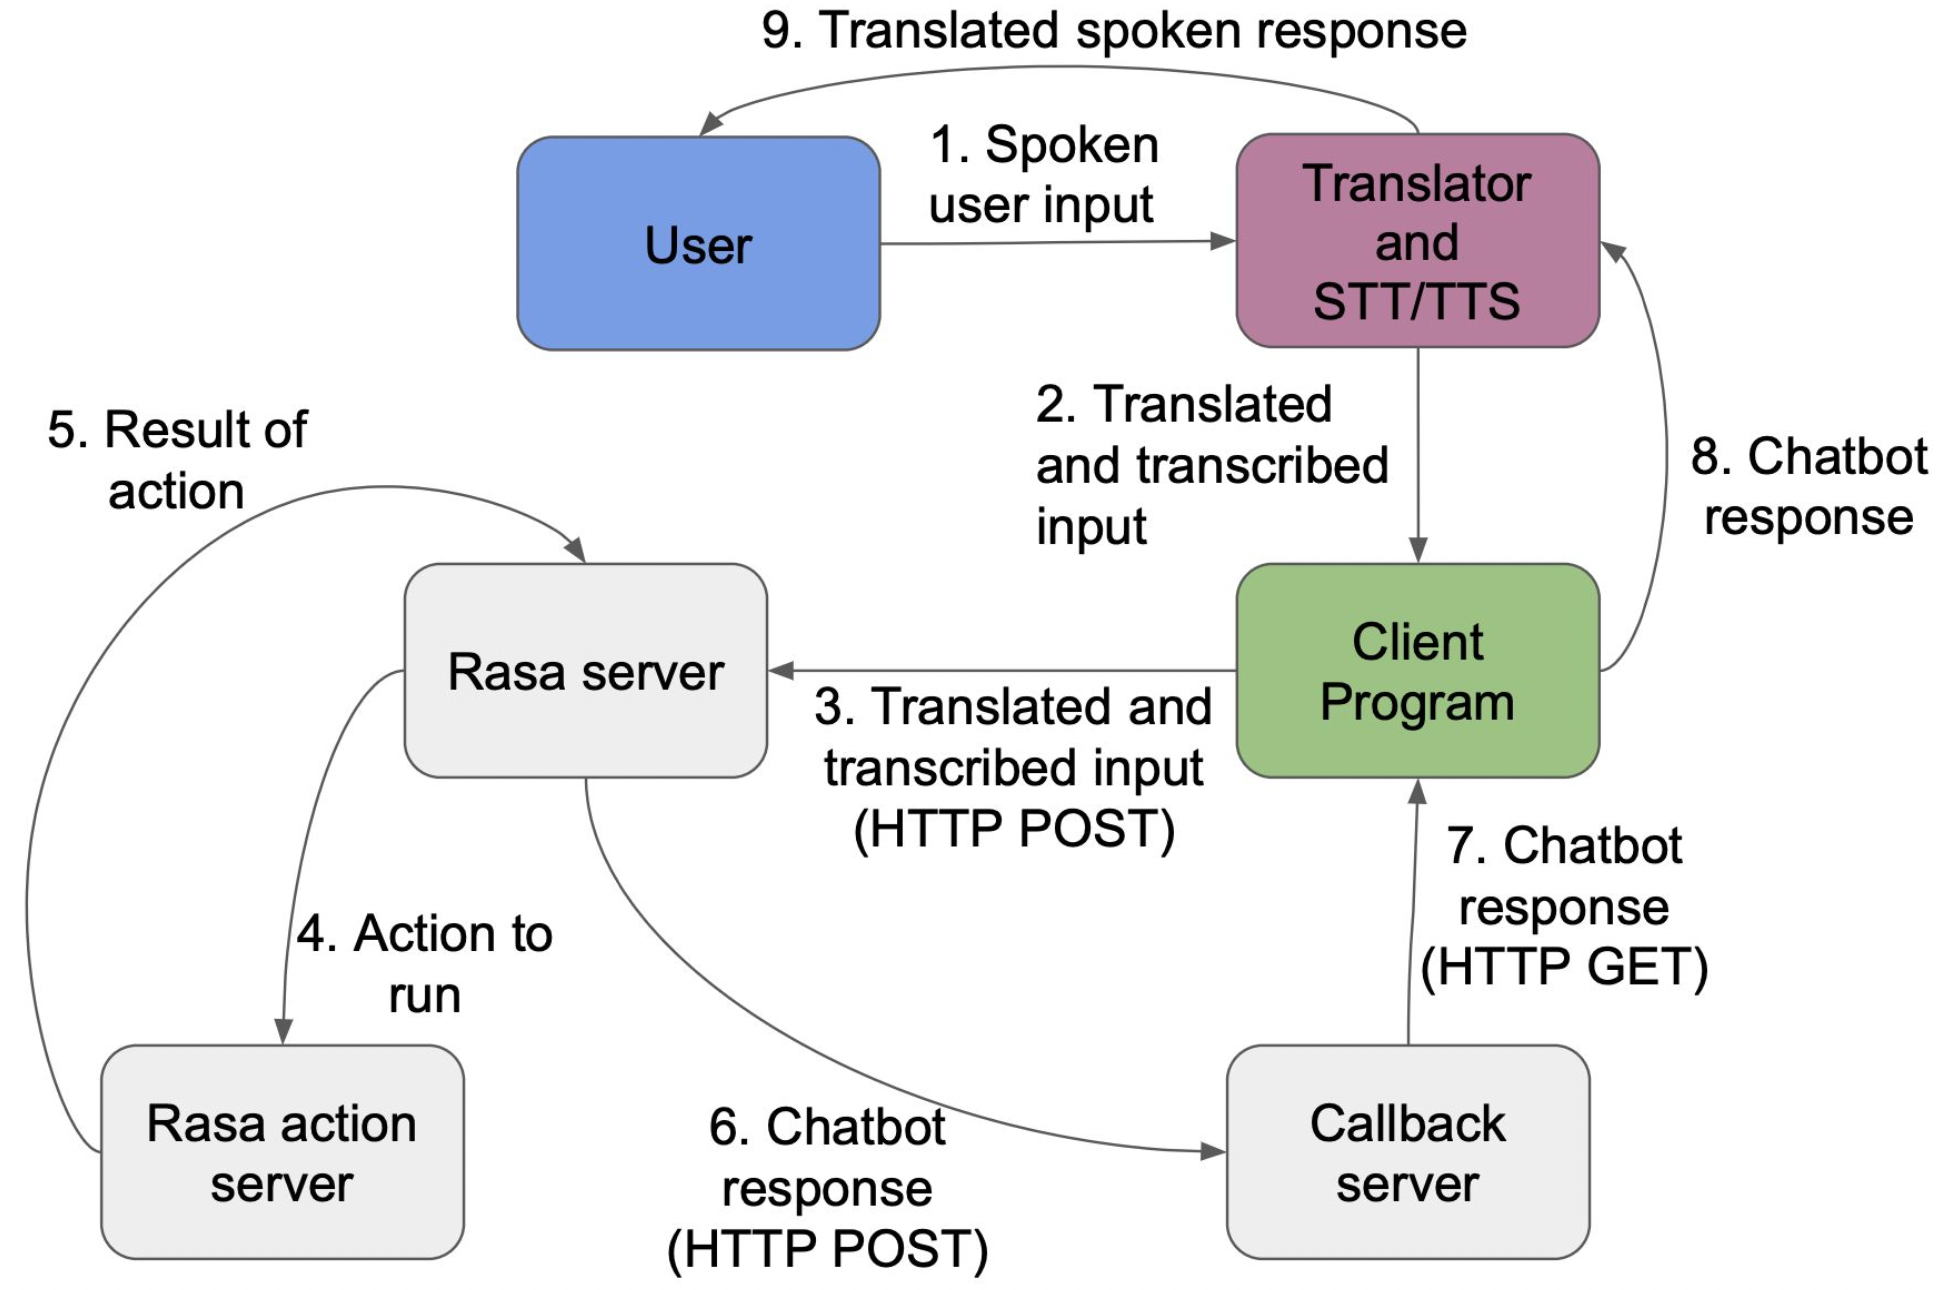 9. Translated spoken response
1. Spoken
user input
User
Translator
and
STT/TTS
2. Translated
and transcribed
input
8. Chatbot
response
5. Result of
action
Rasa server
Client
Program
3. Translated and
transcribed input
(HTTP POST)
7. Chatbot
response
(HTTP GET)
4. Action to
run
Rasa action
server
6. Chatbot
response
(HTTP POST)
Callback
server